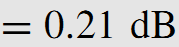 = 0.21 dB